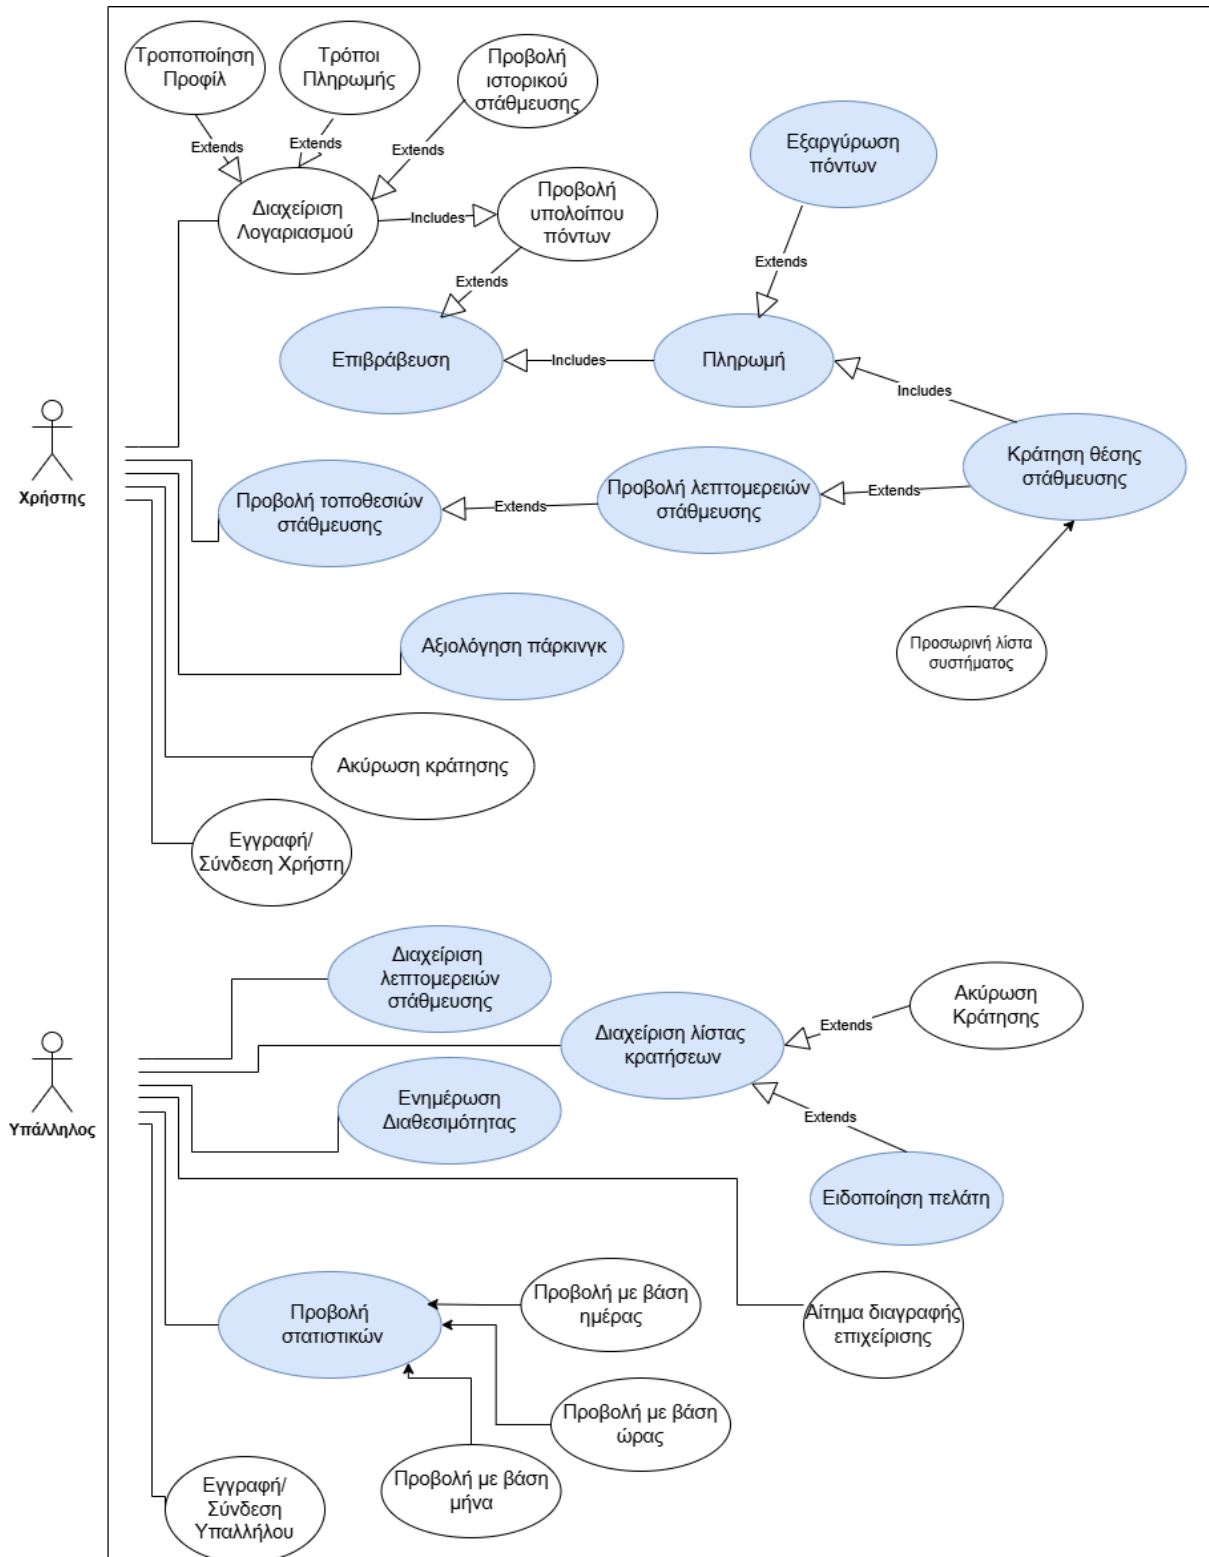 Τροποποίηση
Προφίλ
Τρόποι
Πληρωμής
Προβολή
ιστορικού
στάθμευσης
Extends
Extends
Extends
Εξαργύρωση
πόντων
Διαχείριση
Λογαριασμού
Includes
Προβολή
υπολοίπου
πόντων
Extends
Extends
Επιβράβευση
Includes
Πληρωμή
Includes
Χρήστης
Προβολή τοποθεσιών
στάθμευσης
Extends
Προβολή λεπτομερειών
στάθμευσης
Extends
Κράτηση θέσης
στάθμευσης
Αξιολόγηση πάρκινγκ
Προσωρινή λίστα
συστήματος
Ακύρωση κράτησης
Εγγραφή/
Σύνδεση Χρήστη
Διαχείριση
λεπτομερειών
στάθμευσης
Διαχείριση λίστας
κρατήσεων
Extends
Ακύρωση
Κράτησης
Υπάλληλος
Ενημέρωση
Διαθεσιμότητας
Extends
Ειδοποίηση πελάτη
Προβολή
στατιστικών
Προβολή με βάση
ημέρας
Αίτημα διαγραφής
επιχείρισης
Προβολή με βάση
ώρας
Προβολή με βάση
μήνα
Εγγραφή/
Σύνδεση
Υπαλλήλου